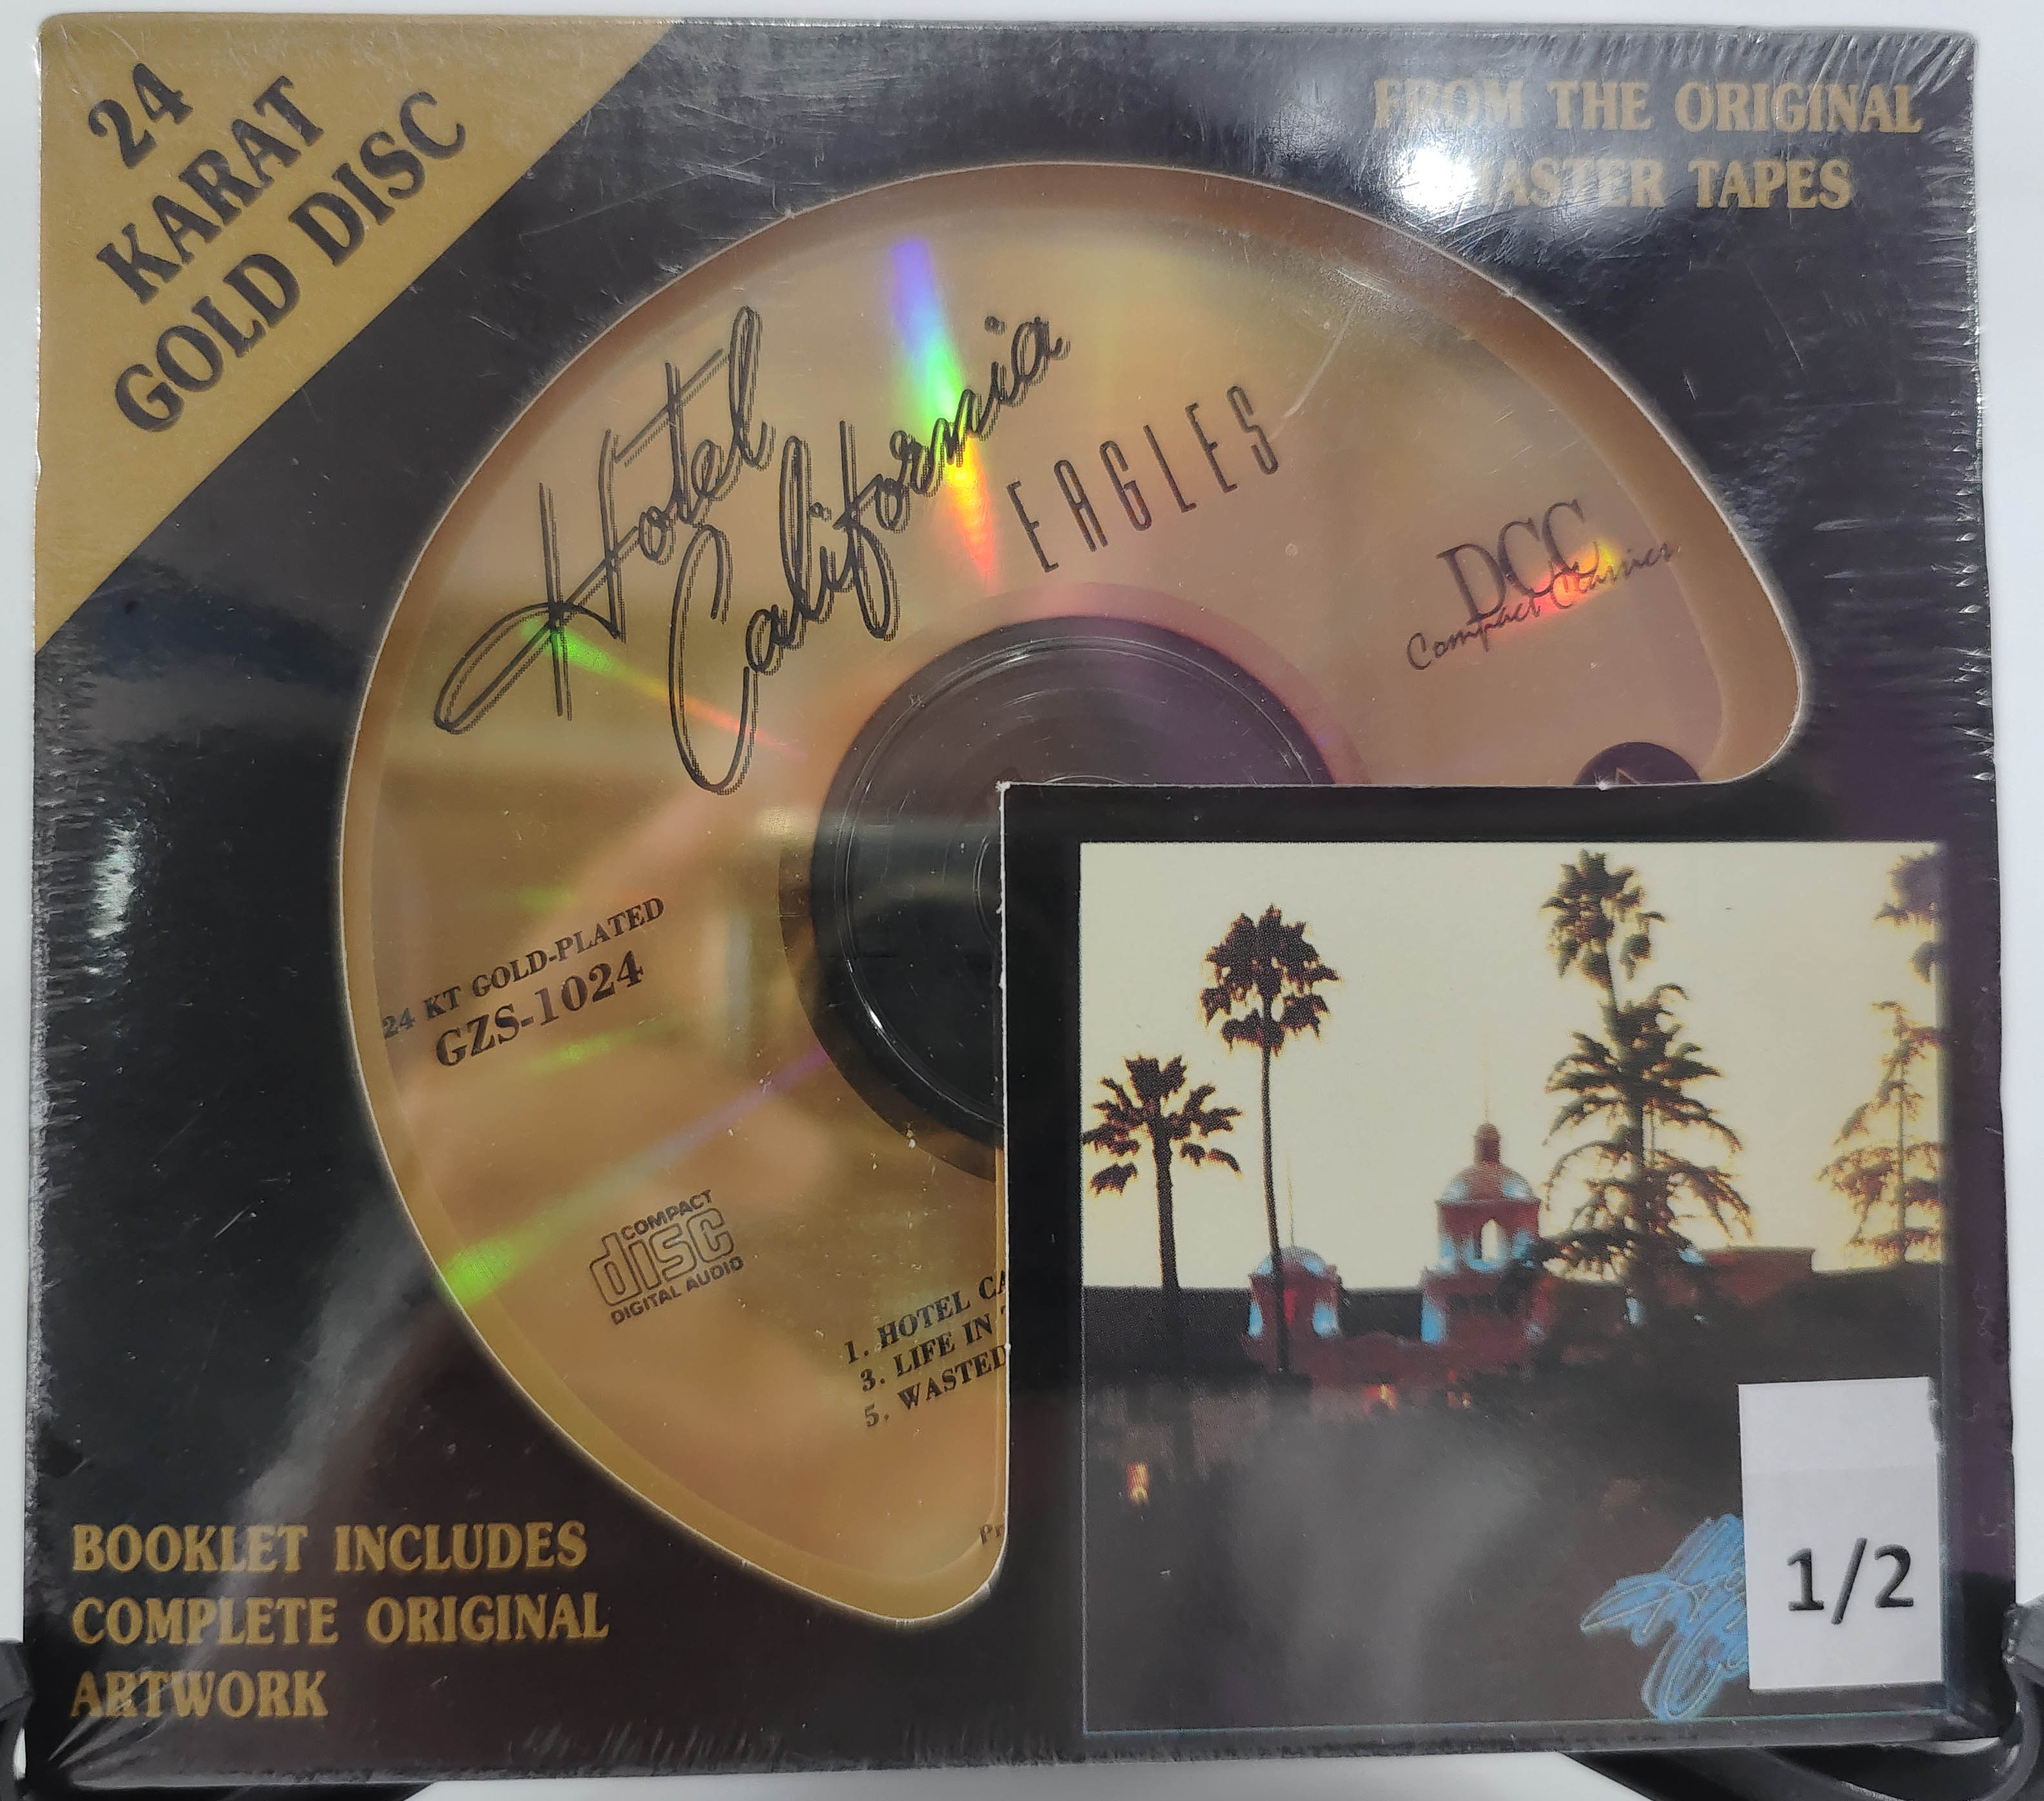 24
KARAT
GOLD DISC
FROM THE ORIGINAL
MASTER TAPES
Hotel
California
EAGLES
DCC
Compact Classics
24 KT GOLD-PLATED
GZS-1024
COMPACT
disc
DIGITAL AUDIO
1. HOTEL CA
3. LIFE IN
5. WASTED
Pr
BOOKLET INCLUDES
COMPLETE ORIGINAL
ARTWORK
1/2